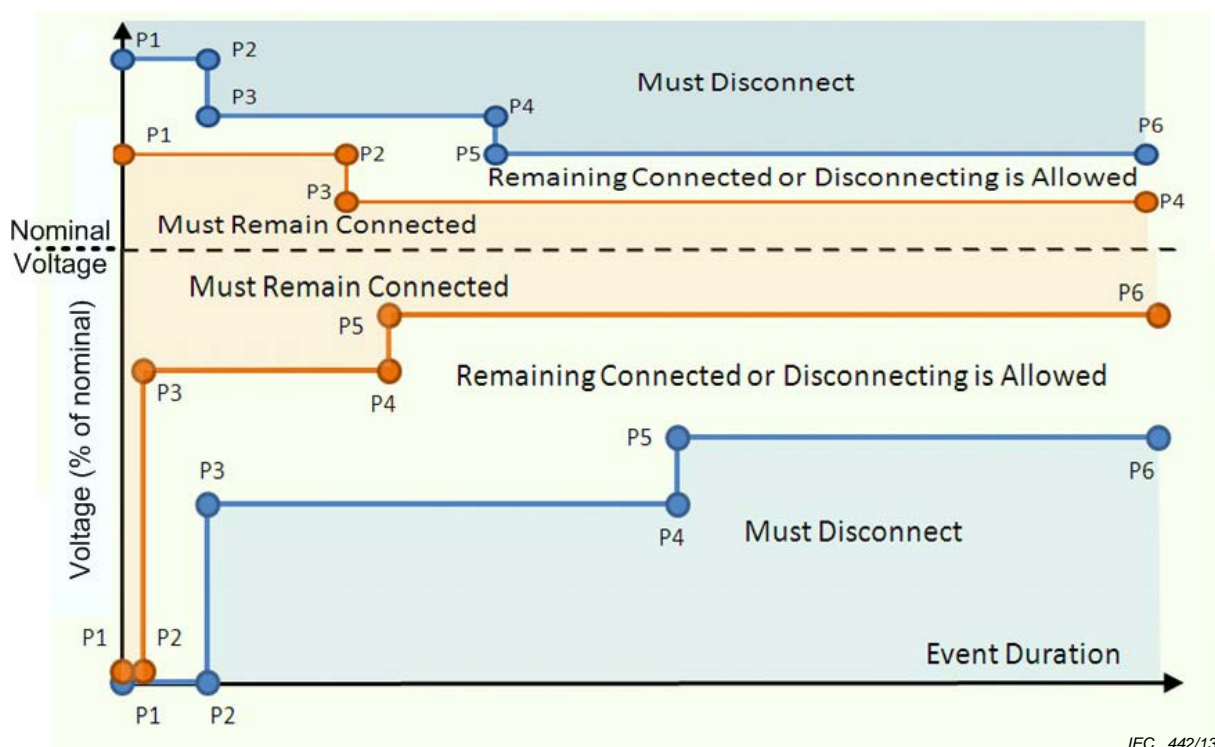 P1
P2
Must Disconnect
P3
P4
P1
P2
P5
P6
Remaining Connected or Disconnecting is Allowed
P3
P4
Must Remain Connected
Nominal
Voltage
Must Remain Connected
P5
P6
P3
Remaining Connected or Disconnecting is Allowed
P4
P5
P3
P6
P4
Must Disconnect
Voltage (% of nominal)
P1
P2
Event Duration
P1
P2
IEC 442/13